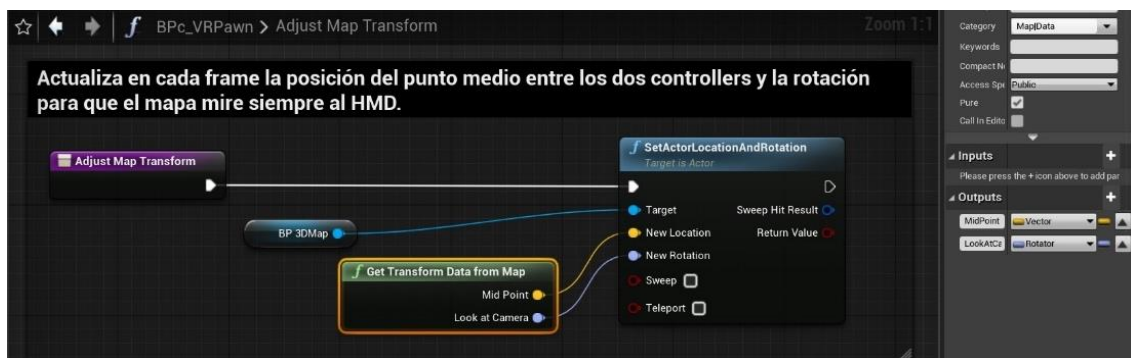 BPc_VRPawn > Adjust Map Transform
Zoom 1:1
Actualiza en cada frame la posición del punto medio entre los dos controllers y la rotación
para que el mapa mire siempre al HMD.
Adjust Map Transform
BP 3DMap
Get Transform Data from Map
Mid Point
Look at Camera
SetActorLocationAndRotation
Target is Actor
Target
Sweep Hit Result
New Location
Return Value
New Rotation
Sweep
Teleport
Category
Map|Data
Keywords
Compact N
Access Spe
Public
Pure
Call In Edito
Inputs
Please press the + icon above to add par
Outputs
MidPoint
Vector
LookAtCa
Rotator